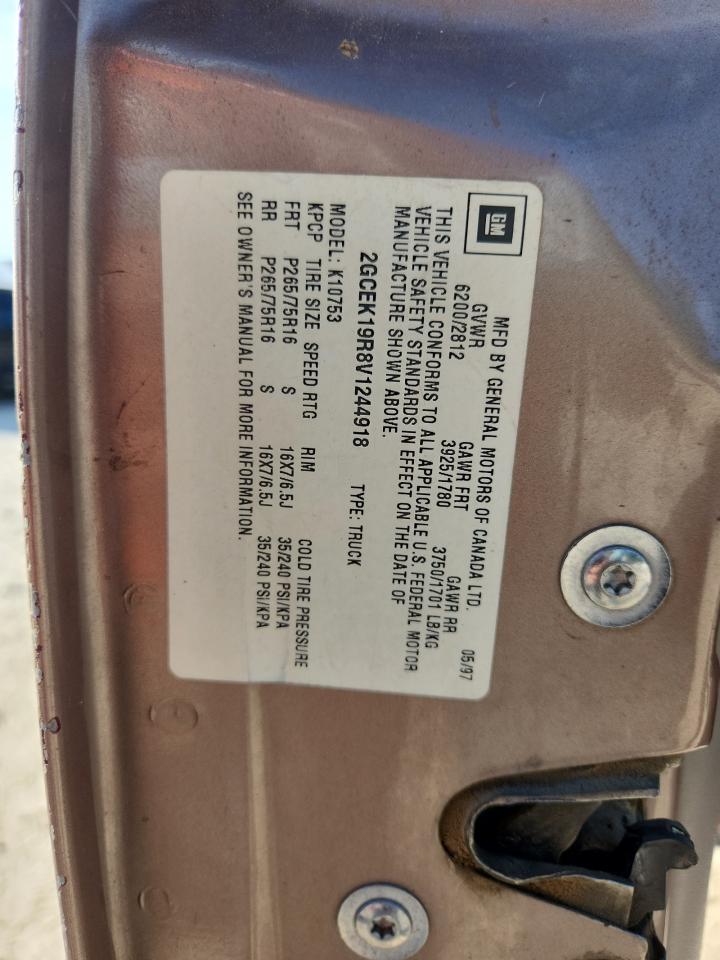 GM
MFD BY GENERAL MOTORS OF CANADA LTD.
GVWR GAWR FRT GAWR RR 05/97
6200/2812 3925/1780 3750/1701 LB/KG
THIS VEHICLE CONFORMS TO ALL APPLICABLE U.S. FEDERAL MOTOR
VEHICLE SAFETY STANDARDS IN EFFECT ON THE DATE OF
MANUFACTURE SHOWN ABOVE.
2GCEK19R8V1244918 TYPE: TRUCK
MODEL: K10753
KPCP TIRE SIZE SPEED RTG RIM COLD TIRE PRESSURE
FRT P265/75R16 S 16X7/6.5J 35/240 PSI/KPA
RR P265/75R16 S 16X7/6.5J 35/240 PSI/KPA
SEE OWNER'S MANUAL FOR MORE INFORMATION.